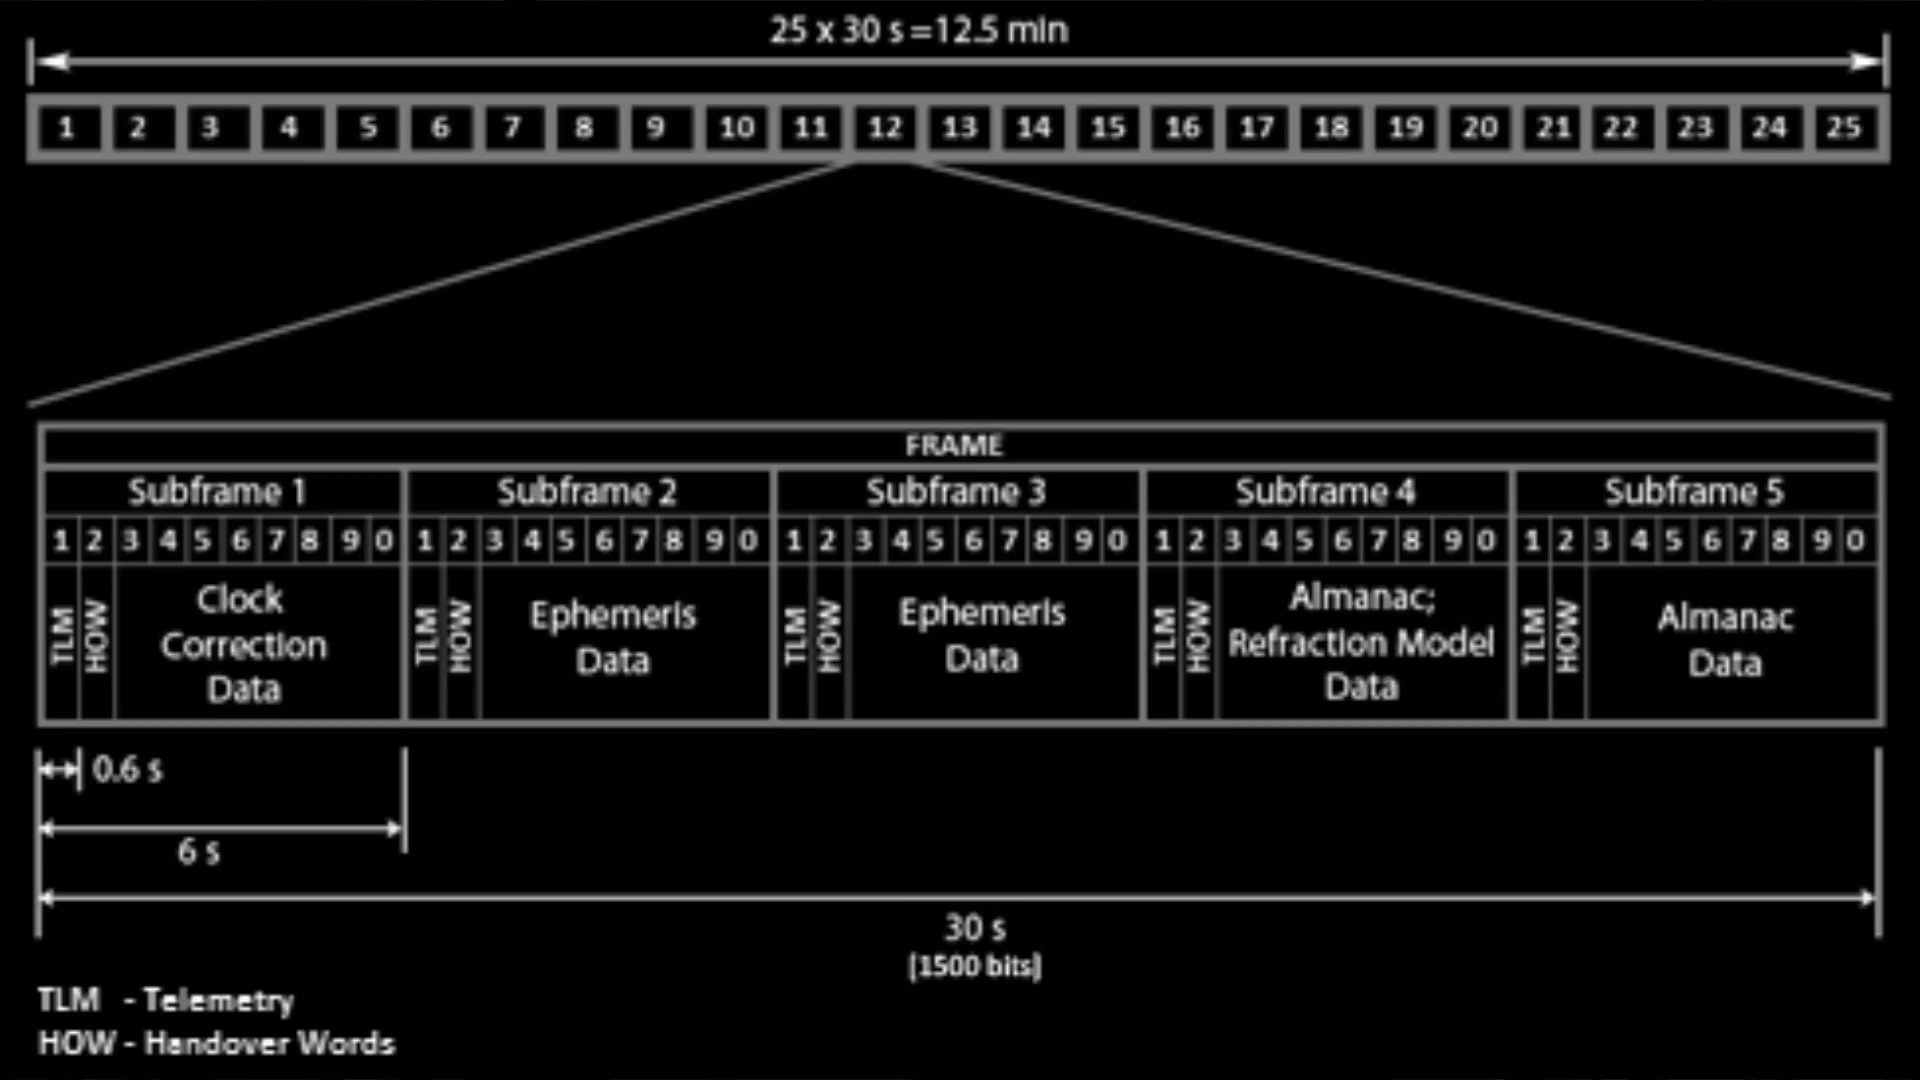 25 x 30 s =12.5 min
1 2 3 4 5 6 7 8 9 10 11 12 13 14 15 16 17 18 19 20 21 22 23 24 25
FRAME
Subframe 1 Subframe 2 Subframe 3 Subframe 4 Subframe 5
1 2 3 4 5 6 7 8 9 0 1 2 3 4 5 6 7 8 9 0 1 2 3 4 5 6 7 8 9 0 1 2 3 4 5 6 7 8 9 0 1 2 3 4 5 6 7 8 9 0
TLM
HOW
Clock
Correction
Data
TLM
HOW
Ephemeris
Data
TLM
HOW
Ephemeris
Data
TLM
HOW
Almanac;
Refraction Model
Data
TLM
HOW
Almanac
Data
0.6 s
6 s
30 s
[1500 bits]
TLM - Telemetry
HOW - Handover Words